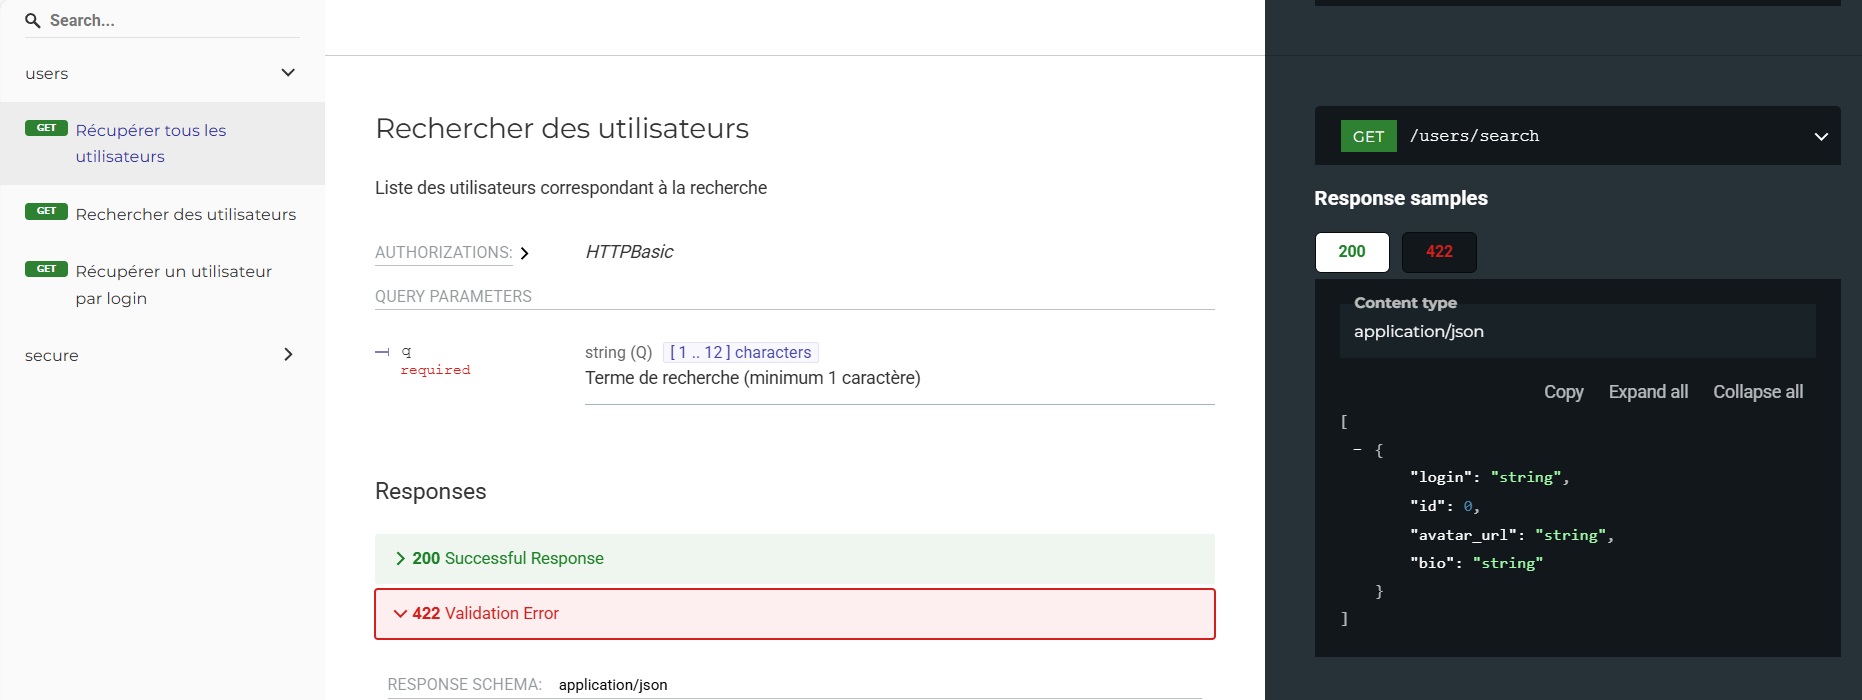 Search...
users
GET Récupérer tous les
utilisateurs
GET Rechercher des utilisateurs
GET Récupérer un utilisateur
par login
secure
Rechercher des utilisateurs
Liste des utilisateurs correspondant à la recherche
AUTHORIZATIONS: HTTPBasic
QUERY PARAMETERS
q
required
string (Q) [ 1 .. 12 ] characters
Terme de recherche (minimum 1 caractère)
Responses
200 Successful Response
422 Validation Error
RESPONSE SCHEMA: application/json
GET /users/search
Response samples
200 422
Content type
application/json
Copy Expand all Collapse all
[
- {
"login": "string",
"id": 0,
"avatar_url": "string",
"bio": "string"
}
]